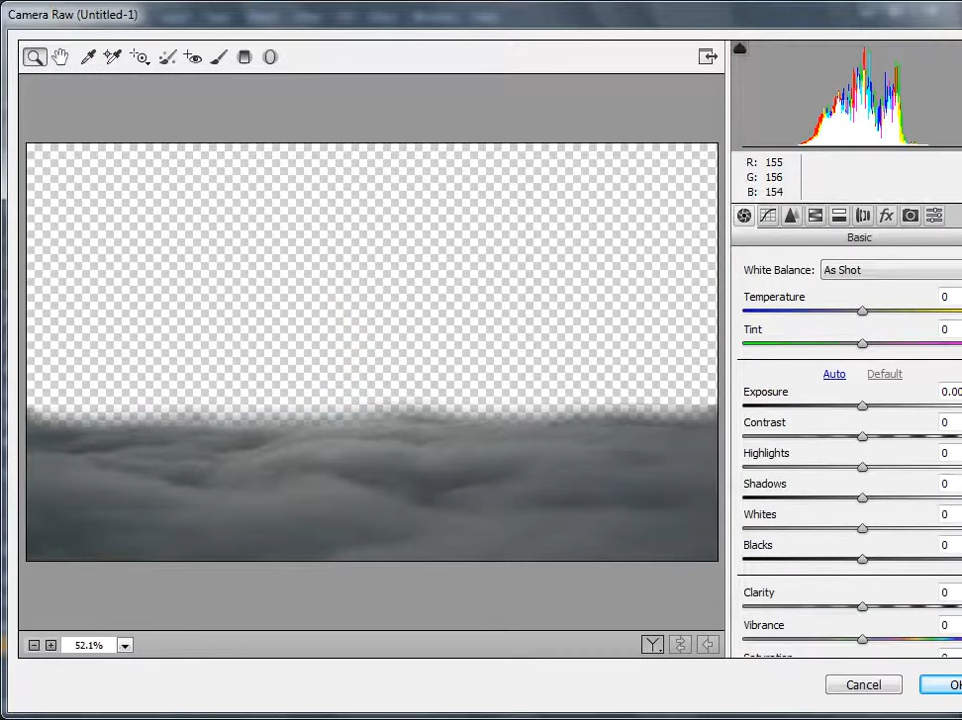 Camera Raw (Untitled-1)
R: 155
G: 156
B: 154
fx
Basic
White Balance: As Shot
Temperature 0
Tint 0
Auto Default
Exposure 0.00
Contrast 0
Highlights 0
Shadows 0
Whites 0
Blacks 0
Clarity 0
Vibrance 0
52.1%
Y
Cancel